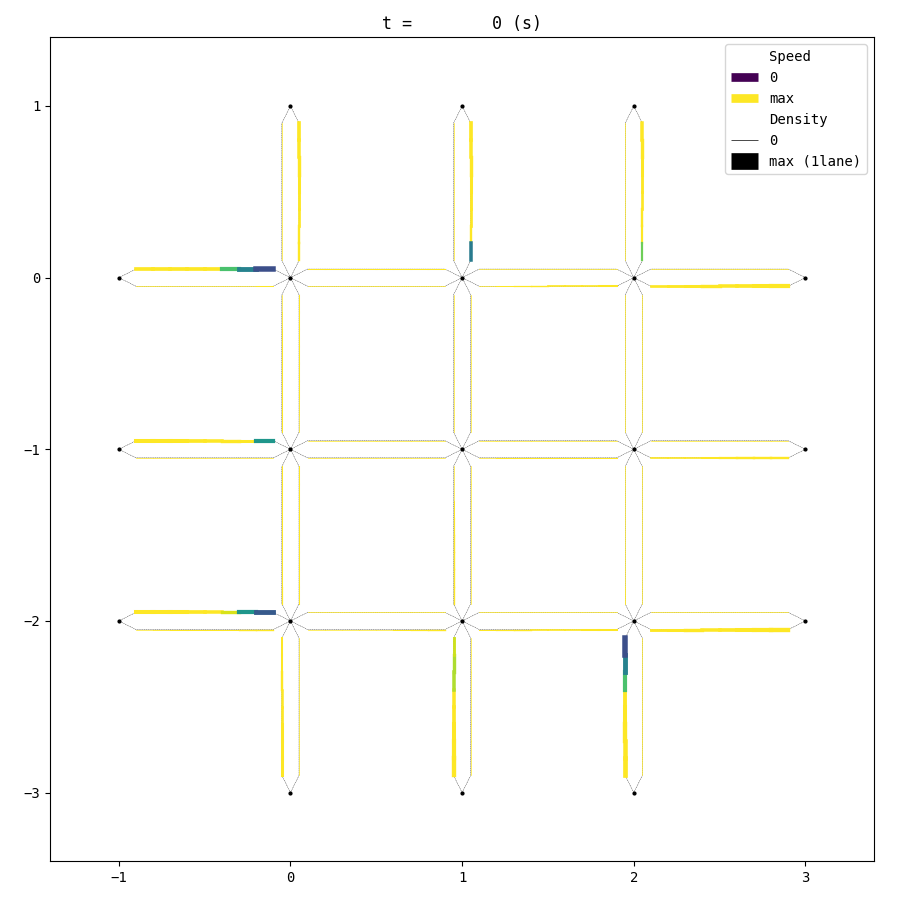 t =        0 (s)
Speed
0
max
Density
0
max (1lane)
1
0
−1
−2
−3
−1 0 1 2 3